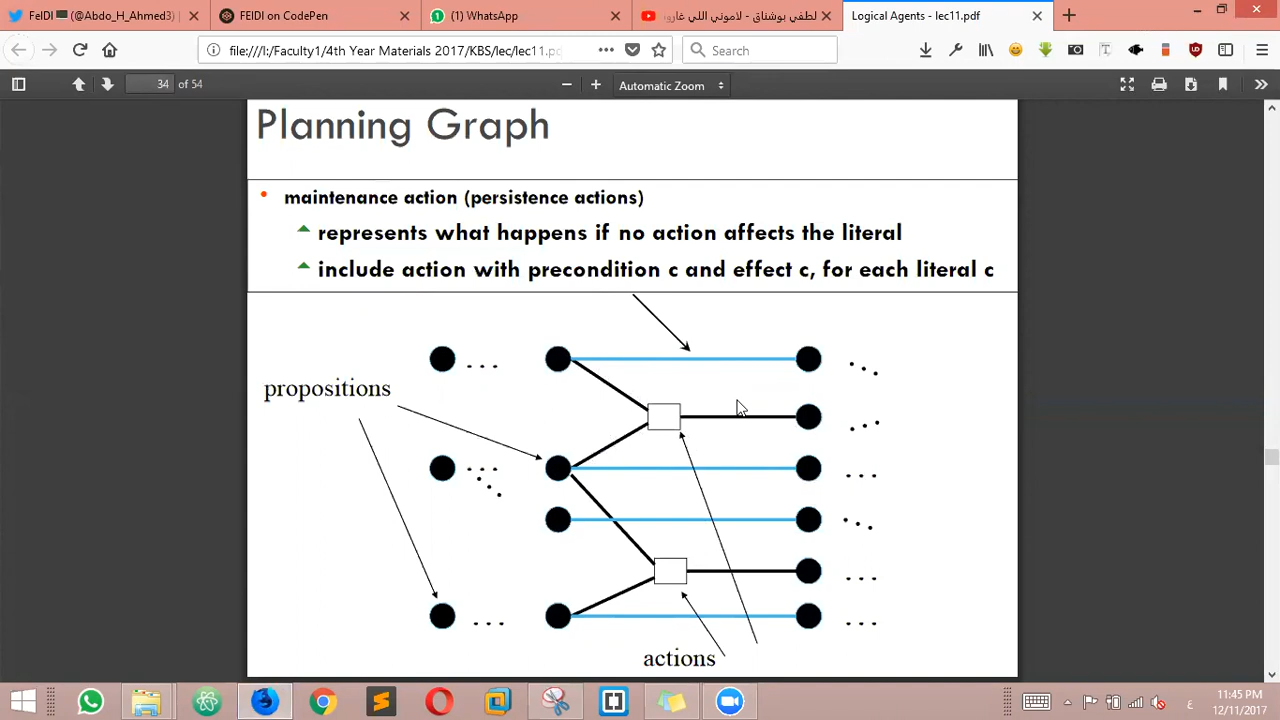 FeIDI 🇪🇬 (@Abdo_H_Ahmed3) | Tw
FEIDI on CodePen
(1) WhatsApp
لطفي بوشناق - لاموني اللي غارو
Logical Agents - lec11.pdf
file:///I:/Faculty1/4th Year Materials 2017/KBS/lec/lec11.p
Search
34 of 54
Automatic Zoom
Planning Graph
• maintenance action (persistence actions)
represents what happens if no action affects the literal
include action with precondition c and effect c, for each literal c
propositions
actions
11:45 PM
12/11/2017
ع